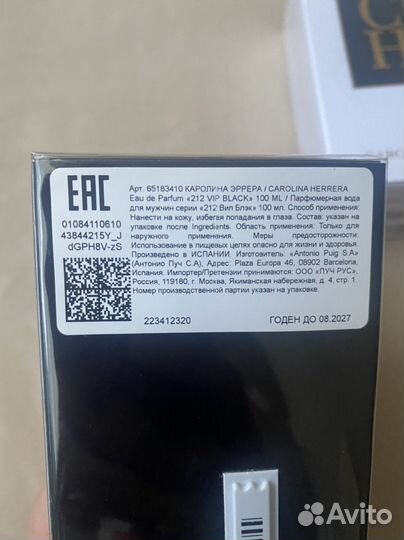 C
H
CARO
EAC
01084110610
43844215Y_J
dGPH8V-zS
Арт. 65183410 КАРОЛИНА ЭРРЕРА / CAROLINA HERRERA
Eau de Parfum «212 VIP BLACK» 100 ML / Парфюмерная вода
для мужчин серии «212 Вип Блэк» 100 мл. Способ применения:
Нанести на кожу, избегая попадания в глаза. Состав: указан на
упаковке после Ingredients. Область применения: Только для
наружного применения. Меры предосторожности:
Использование в пищевых целях опасно для жизни и здоровья.
Произведено в ИСПАНИИ. Изготовитель: «Antonio Puig S.A»
(Антонио Пуч С.А), Адрес: Plaza Europa 46, 08902 Barcelona,
Испания. Импортер/Претензии принимаются: ООО «ПУЧ РУС»,
Россия, 119180, г. Москва, Якиманская набережная, д. 4, стр. 1.
Номер производственной партии указан на упаковке.
223412320
ГОДЕН ДО 08.2027
Avito